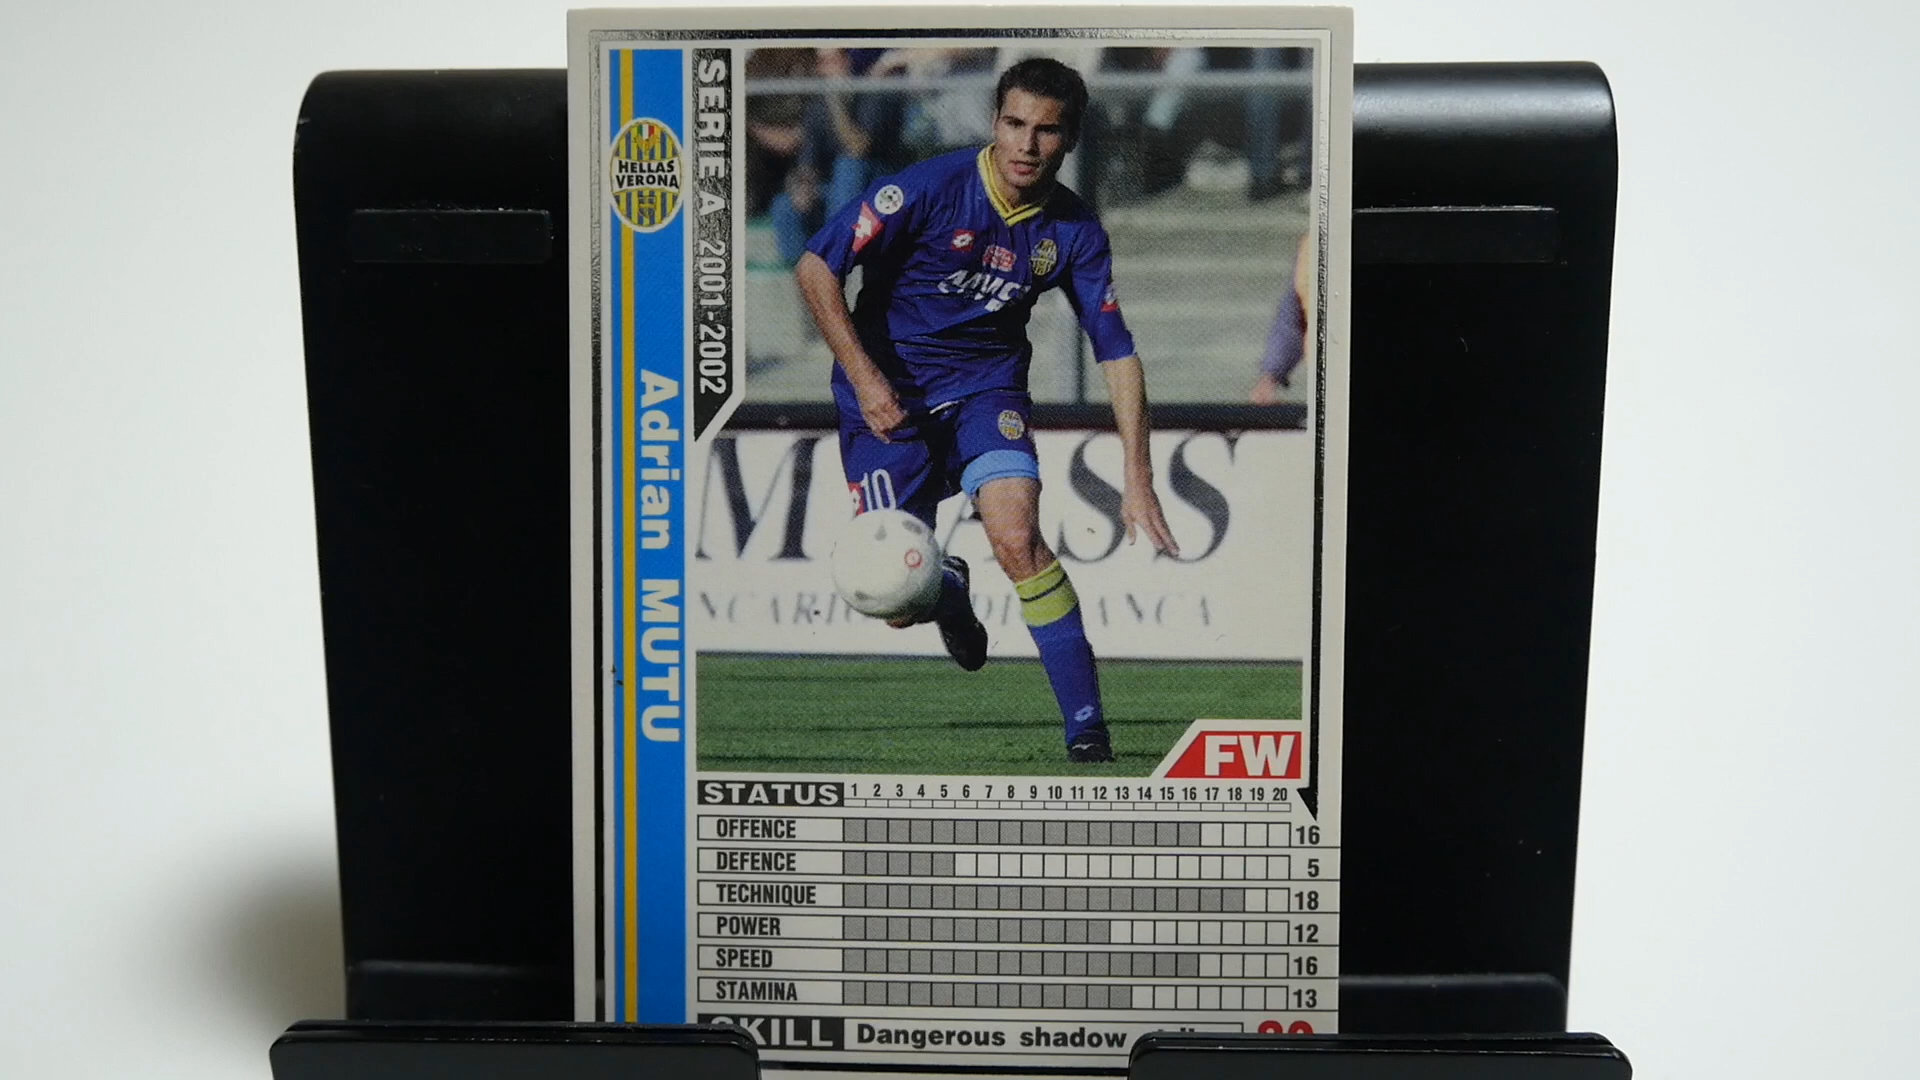 SERIE A 2001-2002
HELLAS
VERONA
Adrian MUTU
10
FW
STATUS 1 2 3 4 5 6 7 8 9 10 11 12 13 14 15 16 17 18 19 20
OFFENCE 16
DEFENCE 5
TECHNIQUE 18
POWER 12
SPEED 16
STAMINA 13
SKILL Dangerous shadow